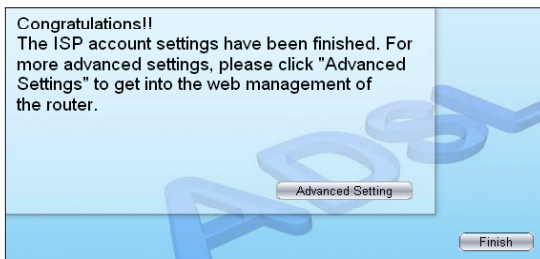 Congratulations!!
The ISP account settings have been finished. For
more advanced settings, please click "Advanced
Settings" to get into the web management of
the router.
ADSL
Advanced Setting
Finish